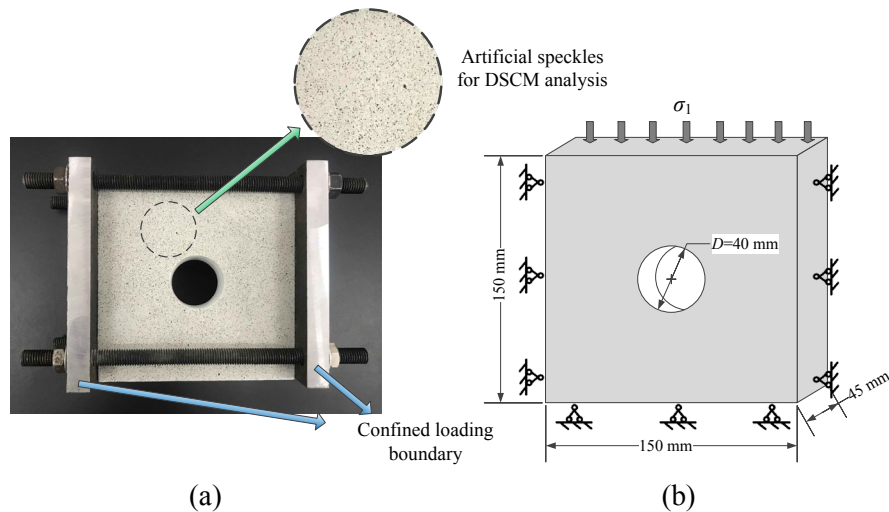 Artificial speckles
for DSCM analysis
σ1
D=40 mm
150 mm
45 mm
150 mm
Confined loading
boundary
(a)
(b)